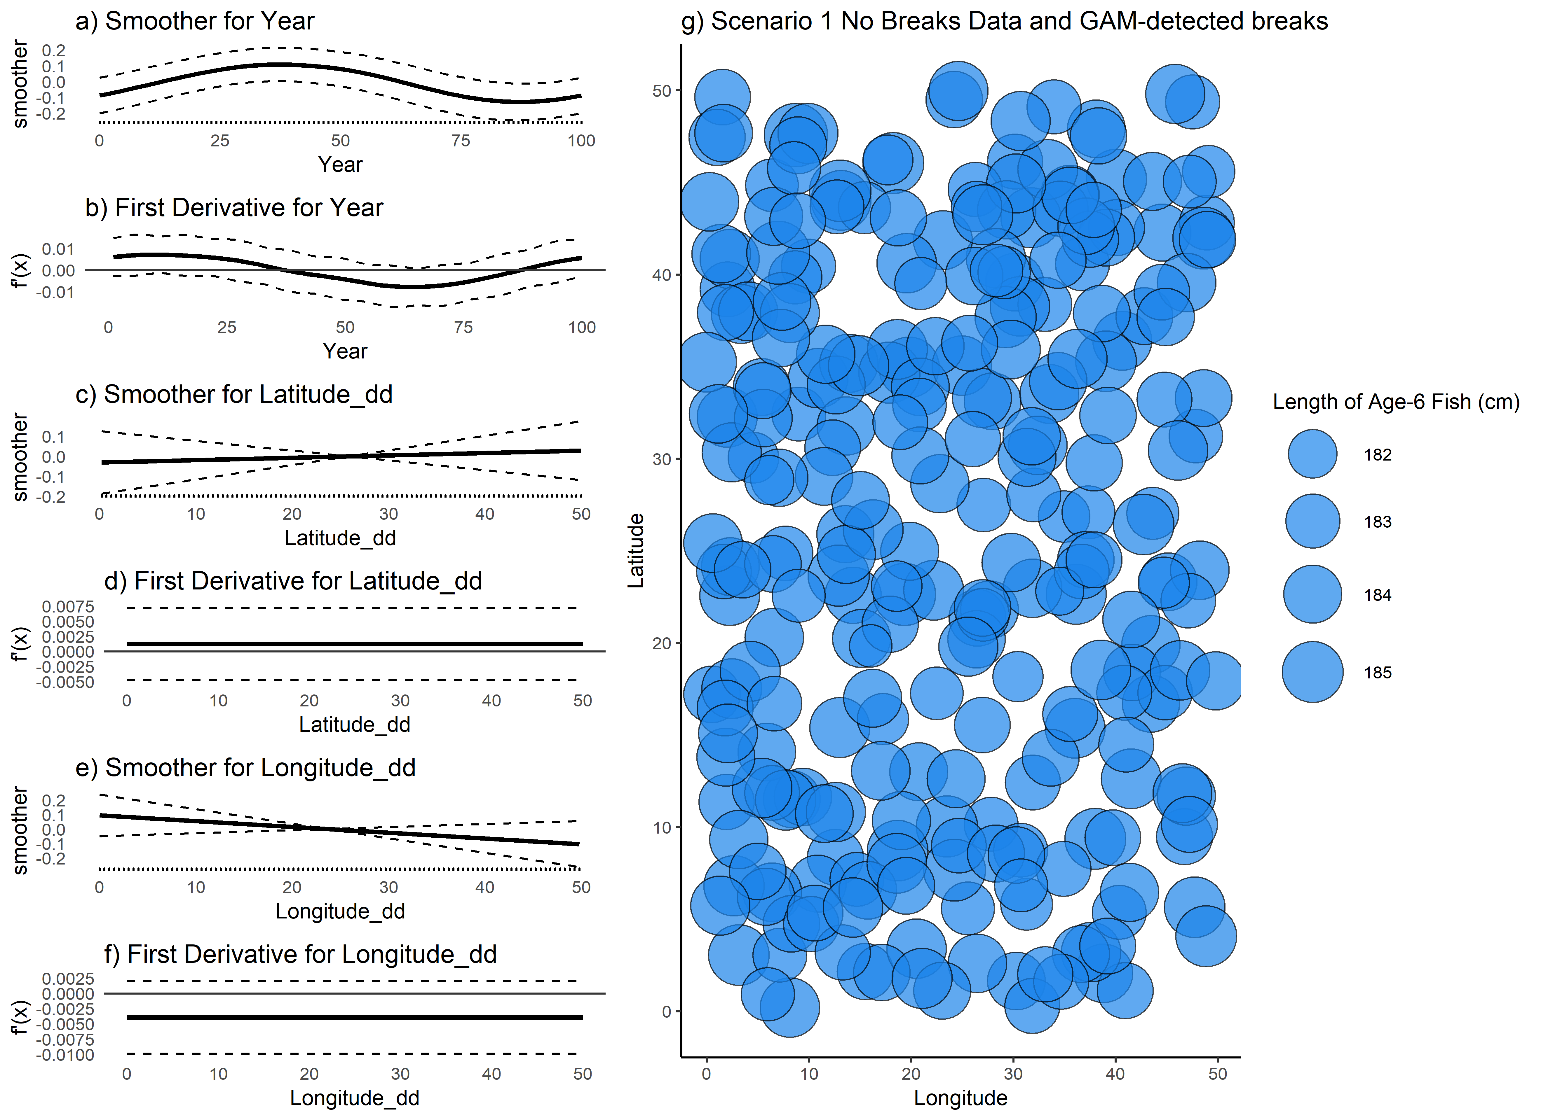 a) Smoother for Year
smoother
0.2
0.1
0.0
-0.1
-0.2
0 25 50 75 100
Year
b) First Derivative for Year
f'(x)
0.01
0.00
-0.01
0 25 50 75 100
Year
c) Smoother for Latitude_dd
smoother
0.1
0.0
-0.1
-0.2
0 10 20 30 40 50
Latitude_dd
d) First Derivative for Latitude_dd
f'(x)
0.0075
0.0050
0.0025
0.0000
-0.0025
-0.0050
0 10 20 30 40 50
Latitude_dd
e) Smoother for Longitude_dd
smoother
0.2
0.1
0.0
-0.1
-0.2
0 10 20 30 40 50
Longitude_dd
f) First Derivative for Longitude_dd
f'(x)
0.0025
0.0000
-0.0025
-0.0050
-0.0075
-0.0100
0 10 20 30 40 50
Longitude_dd
g) Scenario 1 No Breaks Data and GAM-detected breaks
Latitude
50
40
30
20
10
0
0 10 20 30 40 50
Longitude
Length of Age-6 Fish (cm)
182
183
184
185